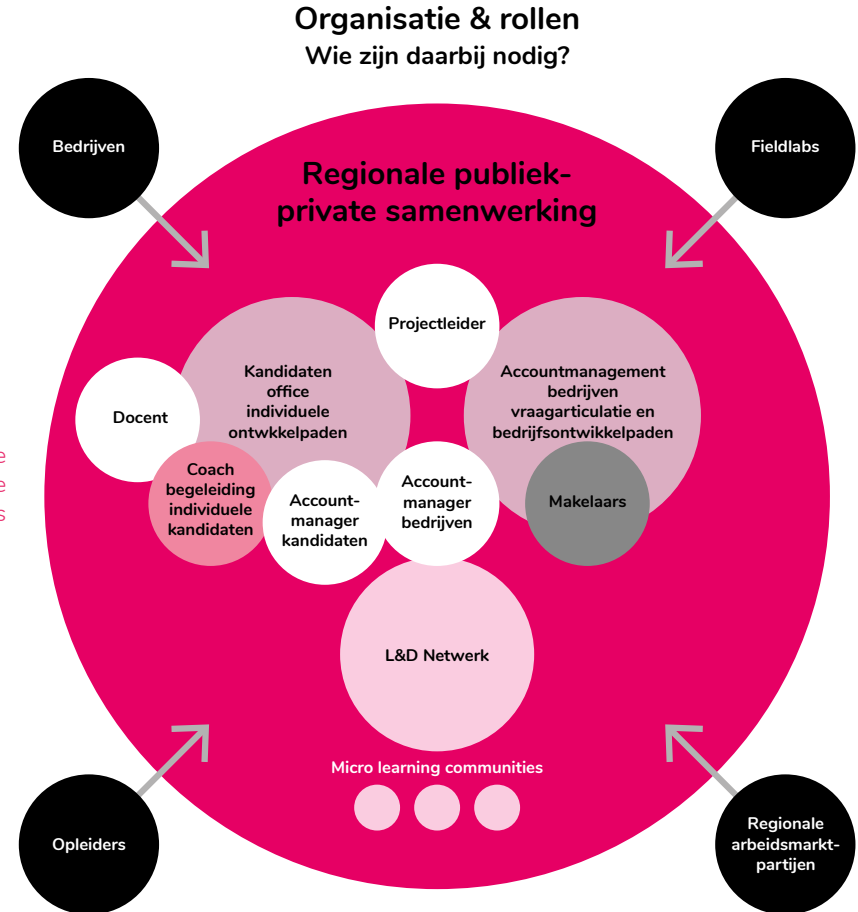 Organisatie & rollen
Wie zijn daarbij nodig?
Bedrijven
Fieldlabs
Regionale publiek-
private samenwerking
Projectleider
Kandidaten
office
individuele
ontwkkelpaden
Accountmanagement
bedrijven
vraagarticulatie en
bedrijfsontwikkelpaden
Docent
Coach
begeleiding
individuele
kandidaten
Account-
manager
kandidaten
Account-
manager
bedrijven
Makelaars
L&D Netwerk
Micro learning communities
Opleiders
Regionale
arbeidsmarkt-
partijen